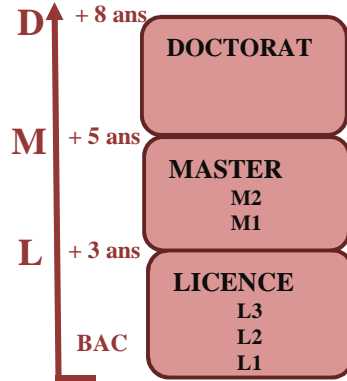 D
+ 8 ans
DOCTORAT
M
+ 5 ans
MASTER
M2
M1
L
+ 3 ans
LICENCE
L3
L2
BAC
L1